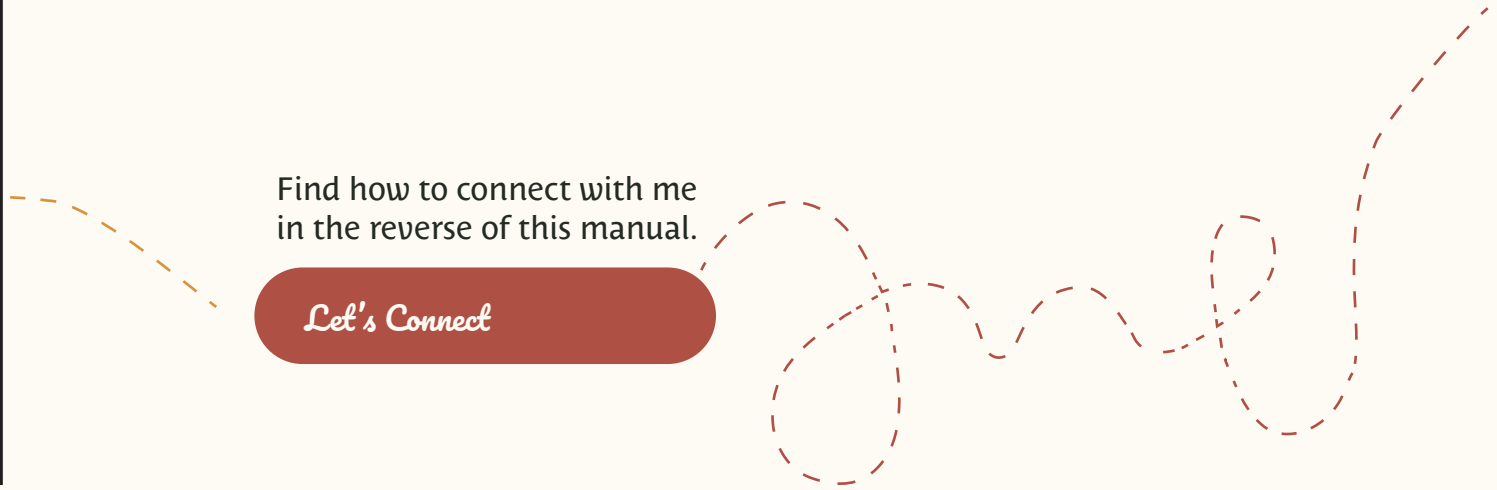 Find how to connect with me
in the reverse of this manual.
Let's Connect